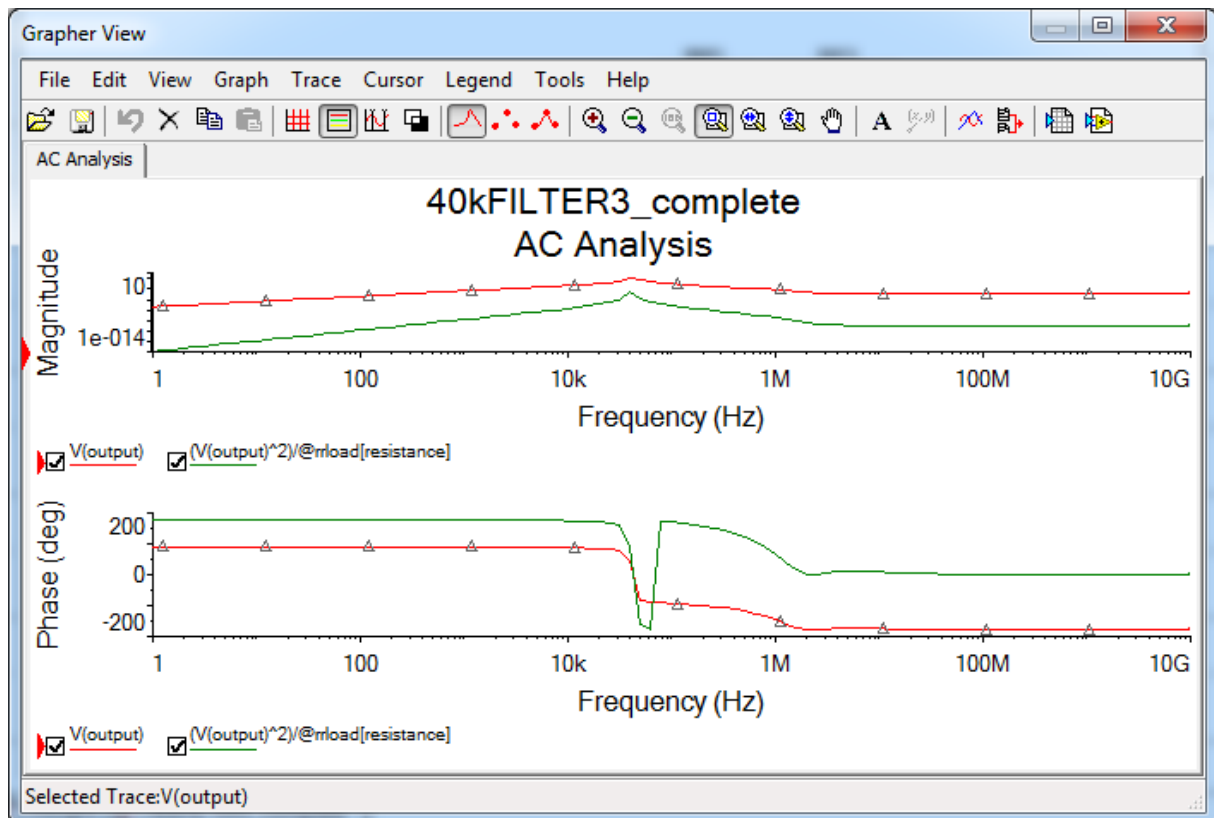 Grapher View
File Edit View Graph Trace Cursor Legend Tools Help
AC Analysis
40kFILTER3_complete
AC Analysis
Magnitude
10
1e-014
1 100 10k 1M 100M 10G
Frequency (Hz)
V(output) (V(output)^2)/@rrload[resistance]
Phase (deg)
200
0
-200
1 100 10k 1M 100M 10G
Frequency (Hz)
V(output) (V(output)^2)/@rrload[resistance]
Selected Trace:V(output)